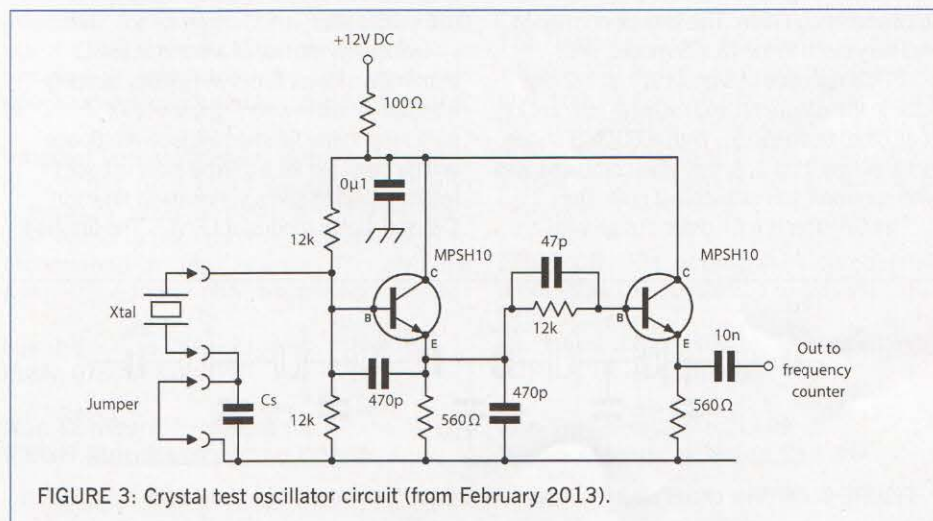 +12V DC
100Ω
0µ1
12k
MPSH10
47p
MPSH10
C
C
Xtal
B
12k
B
10n
E
E
Out to
frequency
counter
Jumper
Cs
470p
470p
12k
560Ω
560Ω
FIGURE 3: Crystal test oscillator circuit (from February 2013).